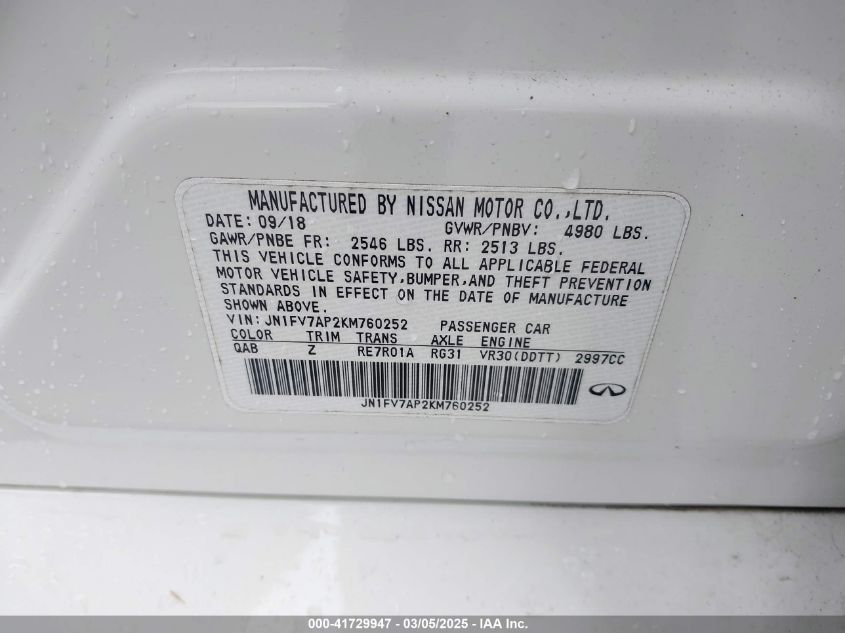 MANUFACTURED BY NISSAN MOTOR CO.,LTD.
DATE: 09/18 GVWR/PNBV: 4980 LBS.
GAWR/PNBE FR: 2546 LBS. RR: 2513 LBS.
THIS VEHICLE CONFORMS TO ALL APPLICABLE FEDERAL
MOTOR VEHICLE SAFETY,BUMPER,AND THEFT PREVENTION
STANDARDS IN EFFECT ON THE DATE OF MANUFACTURE
SHOWN ABOVE.
VIN: JN1FV7AP2KM760252 PASSENGER CAR
COLOR TRIM TRANS AXLE ENGINE
QAB Z RE7R01A RG31 VR30(DDTT) 2997CC
JN1FV7AP2KM760252
000-41729947 - 03/05/2025 - IAA Inc.